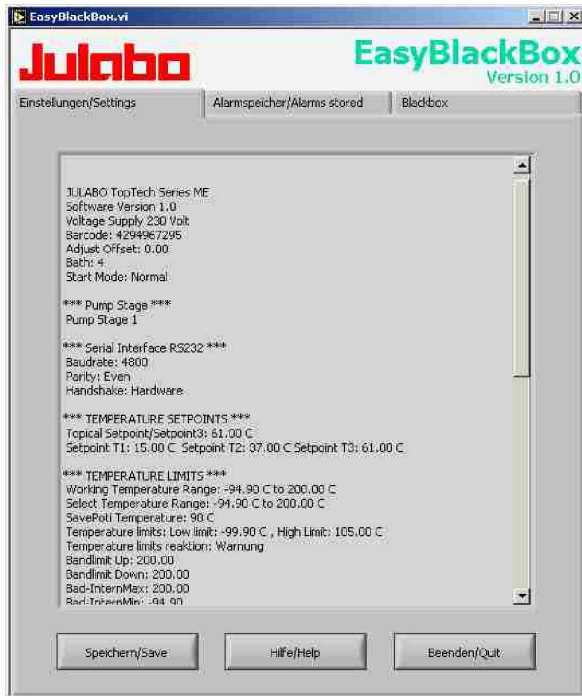 EasyBlackBox.vi
Julabo
EasyBlackBox
Version 1.0
Einstellungen/Settings
Alarmspeicher/Alarms stored
Blackbox
JULABO TopTech Series ME
Software Version 1.0
Voltage Supply 230 Volt
Barcode: 4294967295
Adjust Offset: 0.00
Bath: 4
Start Mode: Normal
*** Pump Stage ***
Pump Stage 1
*** Serial Interface RS232 ***
Baudrate: 4800
Parity: Even
Handshake: Hardware
*** TEMPERATURE SETPOINTS ***
Topical Setpoint/Setpoint3: 61.00 C
Setpoint T1: 15.00 C Setpoint T2: 37.00 C Setpoint T3: 61.00 C
*** TEMPERATURE LIMITS ***
Working Temperature Range: -94.90 C to 200.00 C
Select Temperature Range: -94.90 C to 200.00 C
SavePoti Temperature: 90 C
Temperature limits: Low limit: -99.90 C , High Limit: 105.00 C
Temperature limits reaktion: Warnung
Bandlimit Up: 200.00
Bandlimit Down: 200.00
Bad-InternMax: 200.00
Bad-InternMin: -94.90
Speichern/Save
Hilfe/Help
Beenden/Quit